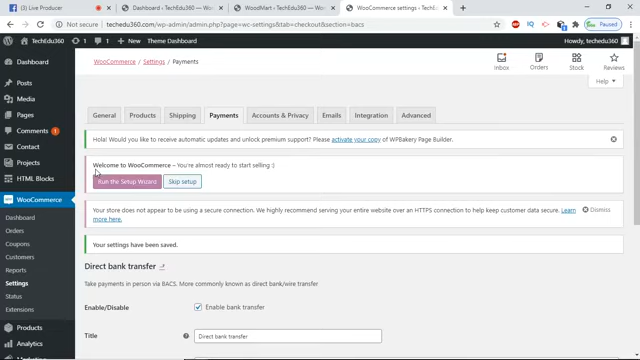 Live Producer
Dashboard ‹ TechEdu360 — W
WoodMart ‹ TechEdu360 — Wo
WooCommerce settings ‹ TechEdu
Not secure
techedu360.com/wp-admin/admin.php?page=wc-settings&tab=checkout&section=bacs
TechEdu360
1
1
New
Theme Dashboard
Howdy, techedu360
Dashboard
Posts
Media
Pages
Comments 1
Contact
Projects
HTML Blocks
WooCommerce
Dashboard
Orders
Coupons
Customers
Reports
Settings
Status
Extensions
Products
Analytics
Marketing
WooCommerce > Settings > Payments
Inbox
Orders
Stock
Reviews
Help
General
Products
Shipping
Payments
Accounts & Privacy
Emails
Integration
Advanced
Hola! Would you like to receive automatic updates and unlock premium support? Please activate your copy of WPBakery Page Builder.
Welcome to WooCommerce – You're almost ready to start selling :)
Run the Setup Wizard
Skip setup
Your store does not appear to be using a secure connection. We highly recommend serving your entire website over an HTTPS connection to help keep customer data secure. Learn
more here.
Dismiss
Your settings have been saved.
Direct bank transfer
Take payments in person via BACS. More commonly known as direct bank/wire transfer
Enable/Disable
Enable bank transfer
Title
Direct bank transfer